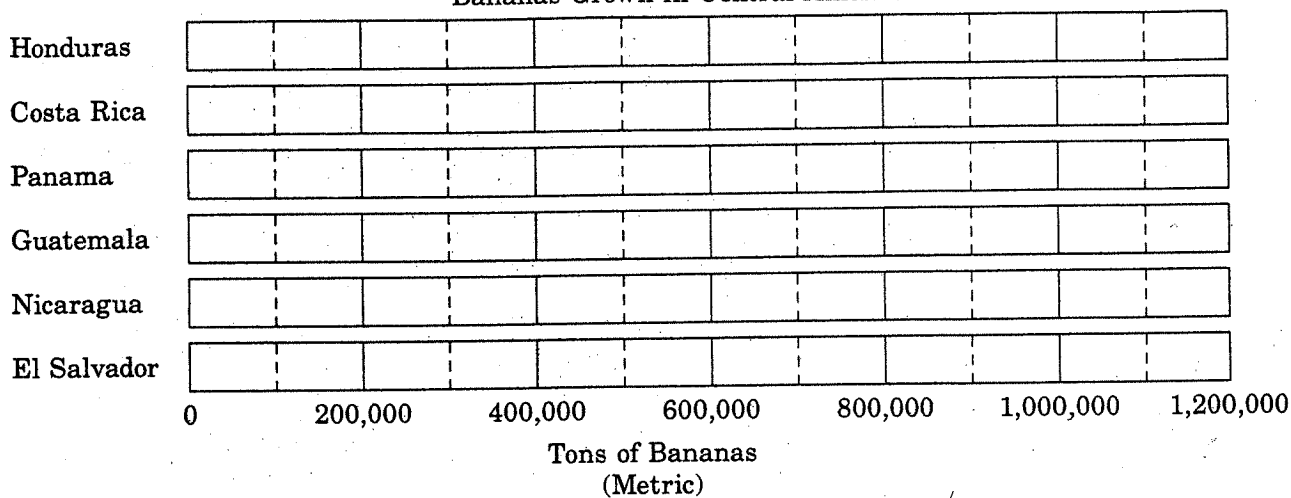 Bananas Grown in Central
Honduras
Costa Rica
Panama
Guatemala
Nicaragua
El Salvador
0 200,000 400,000 600,000 800,000 1,000,000 1,200,000
Tons of Bananas
(Metric)